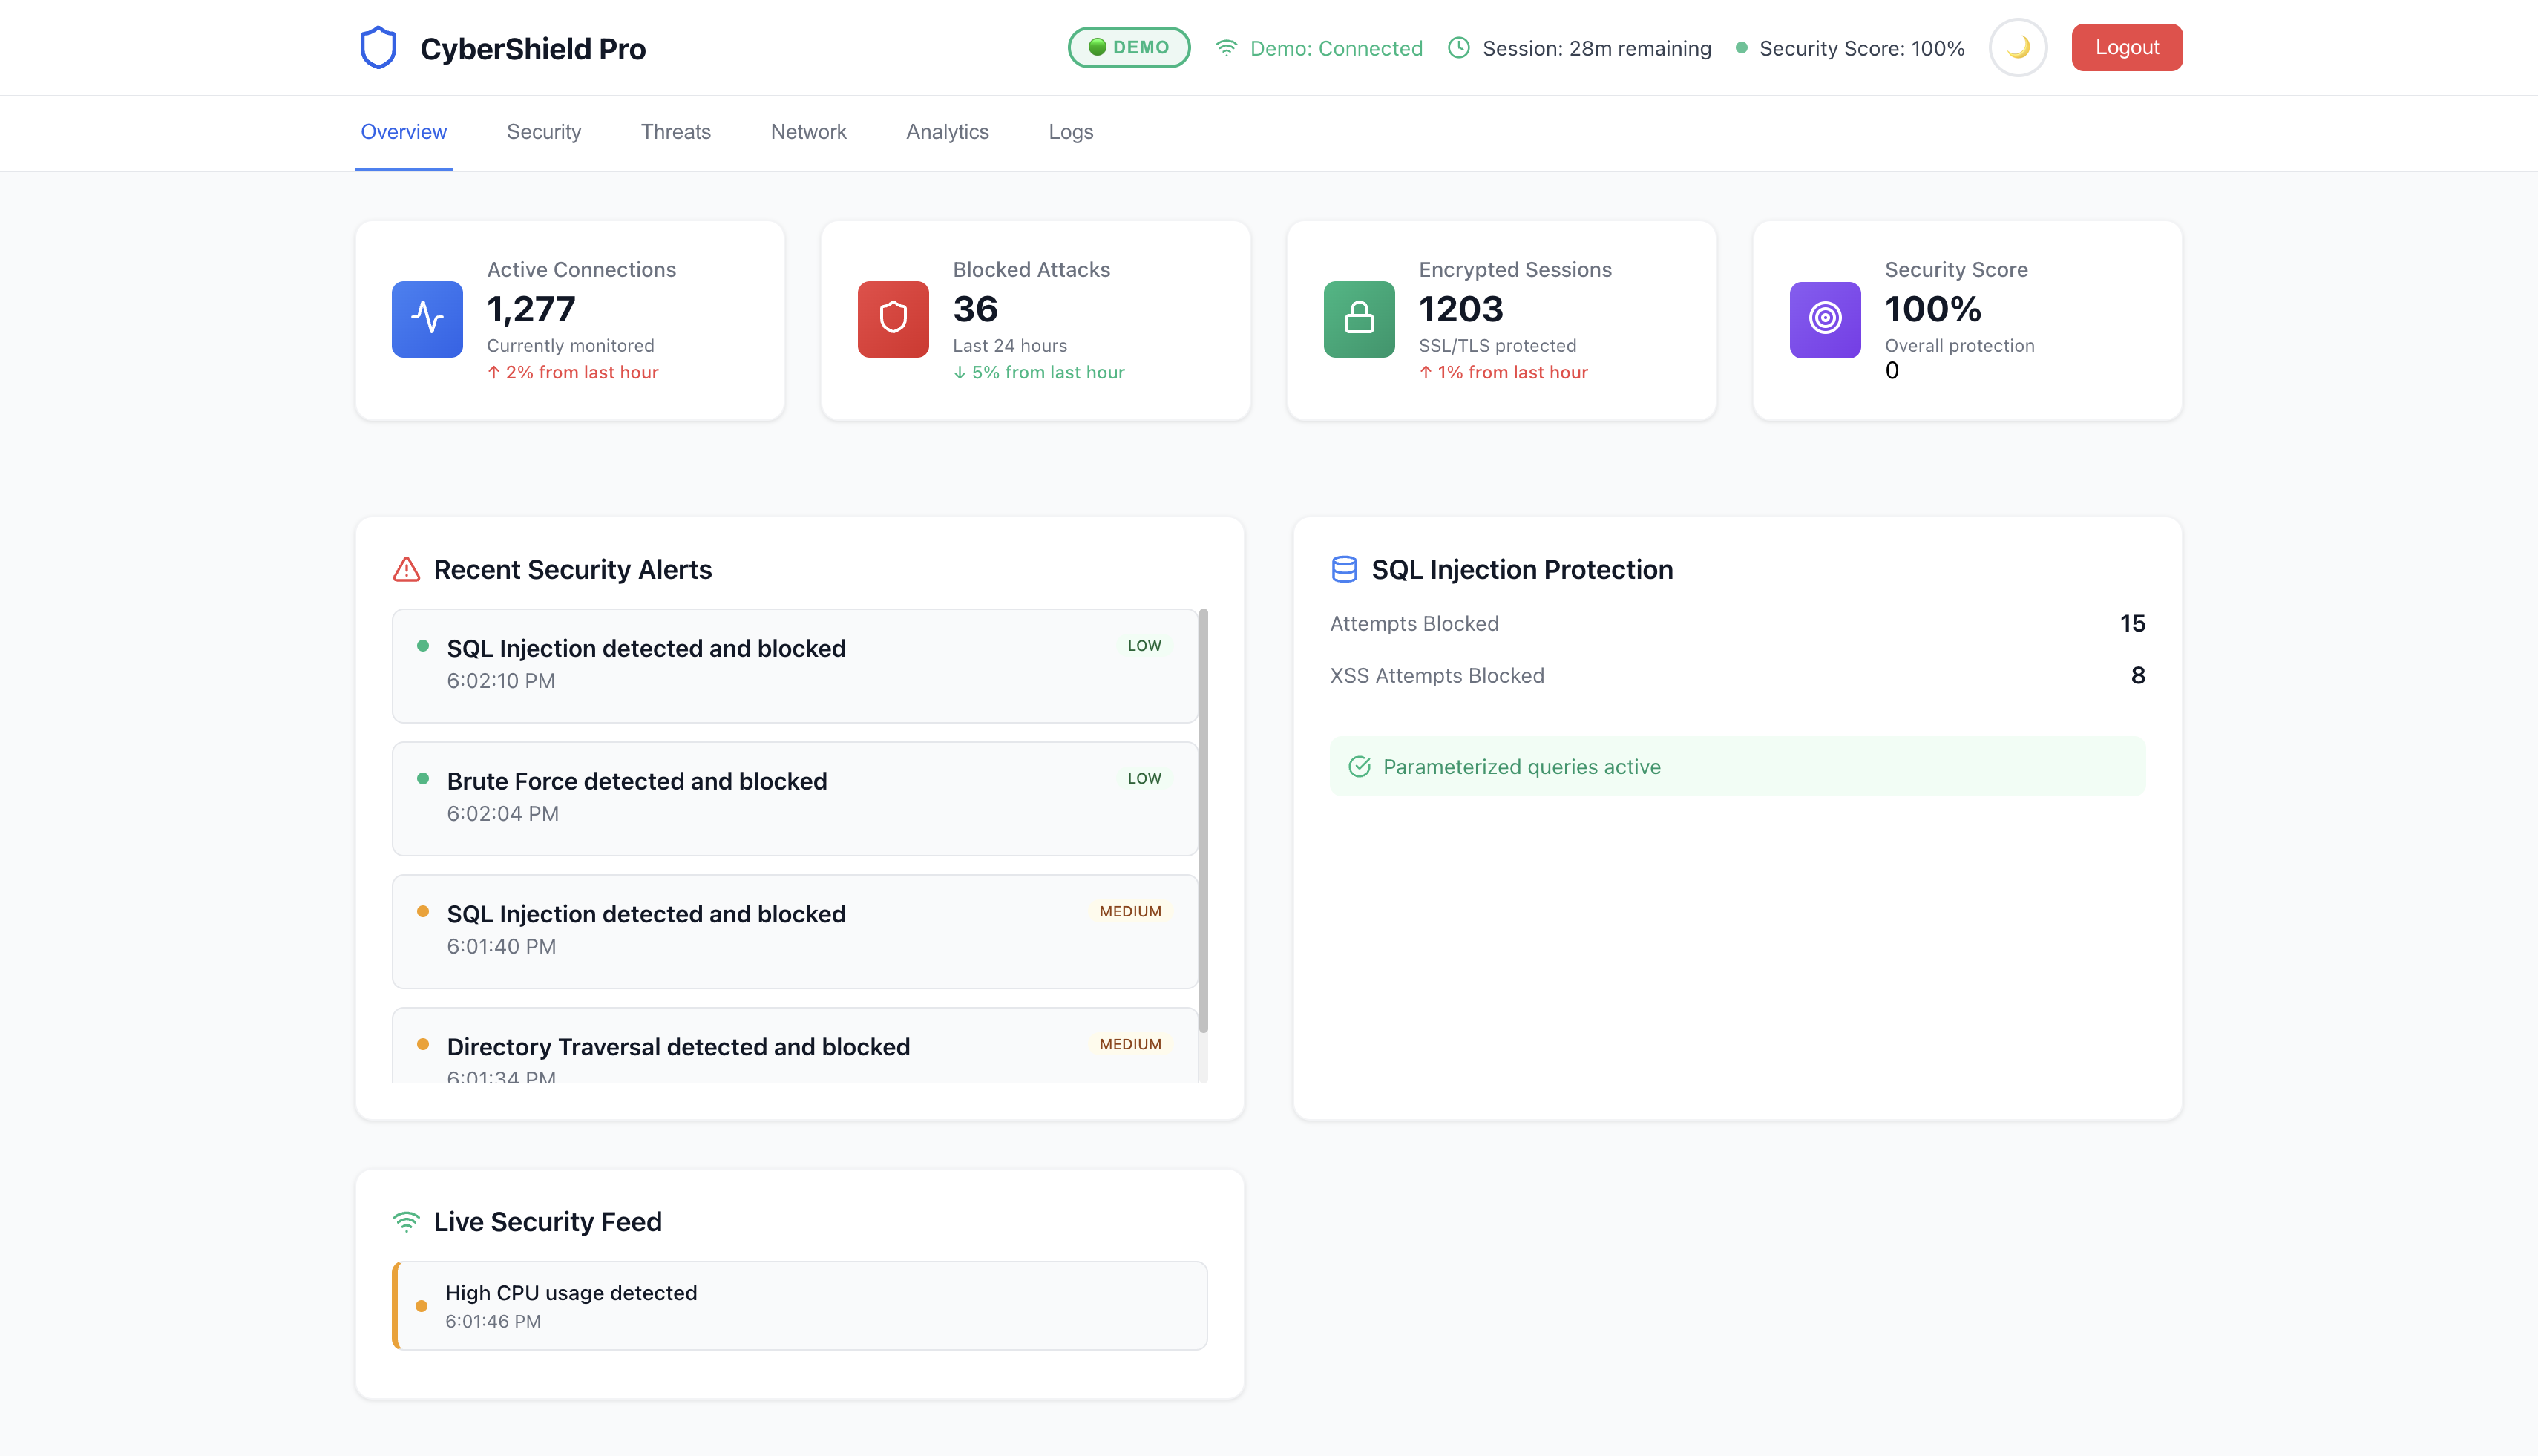 CyberShield Pro
DEMO
Demo: Connected
Session: 28m remaining
Security Score: 100%
Logout
Overview
Security
Threats
Network
Analytics
Logs
Active Connections
1,277
Currently monitored
↑ 2% from last hour
Blocked Attacks
36
Last 24 hours
↓ 5% from last hour
Encrypted Sessions
1203
SSL/TLS protected
↑ 1% from last hour
Security Score
100%
Overall protection
0
Recent Security Alerts
SQL Injection detected and blocked
LOW
6:02:10 PM
Brute Force detected and blocked
LOW
6:02:04 PM
SQL Injection detected and blocked
MEDIUM
6:01:40 PM
Directory Traversal detected and blocked
MEDIUM
6:01:34 PM
SQL Injection Protection
Attempts Blocked
15
XSS Attempts Blocked
8
Parameterized queries active
Live Security Feed
High CPU usage detected
6:01:46 PM